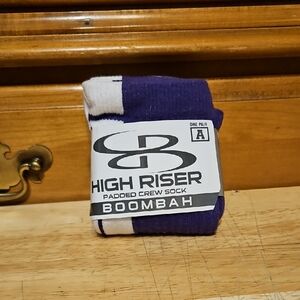 ONE PAIR
A
HIGH RISER
PADDED CREW SOCK
BOOMBAH